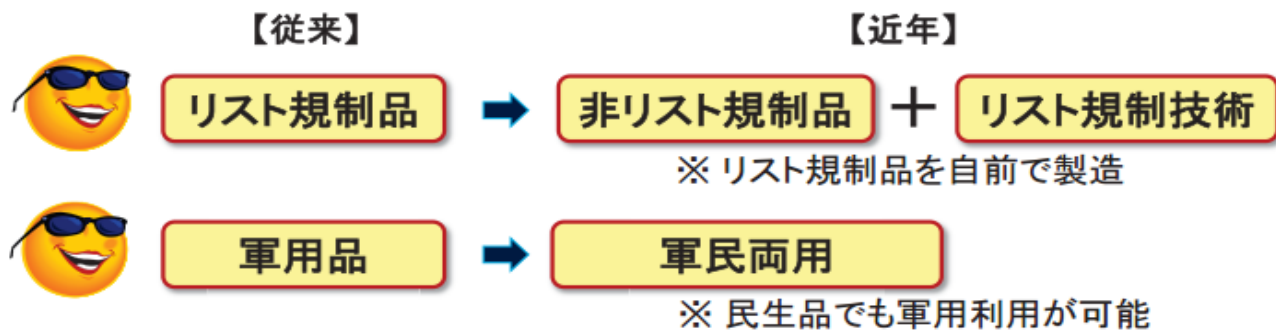 【従来】 【近年】
リスト規制品 ➡ 非リスト規制品 ＋ リスト規制技術
※ リスト規制品を自前で製造
軍用品 ➡ 軍民両用
※ 民生品でも軍用利用が可能